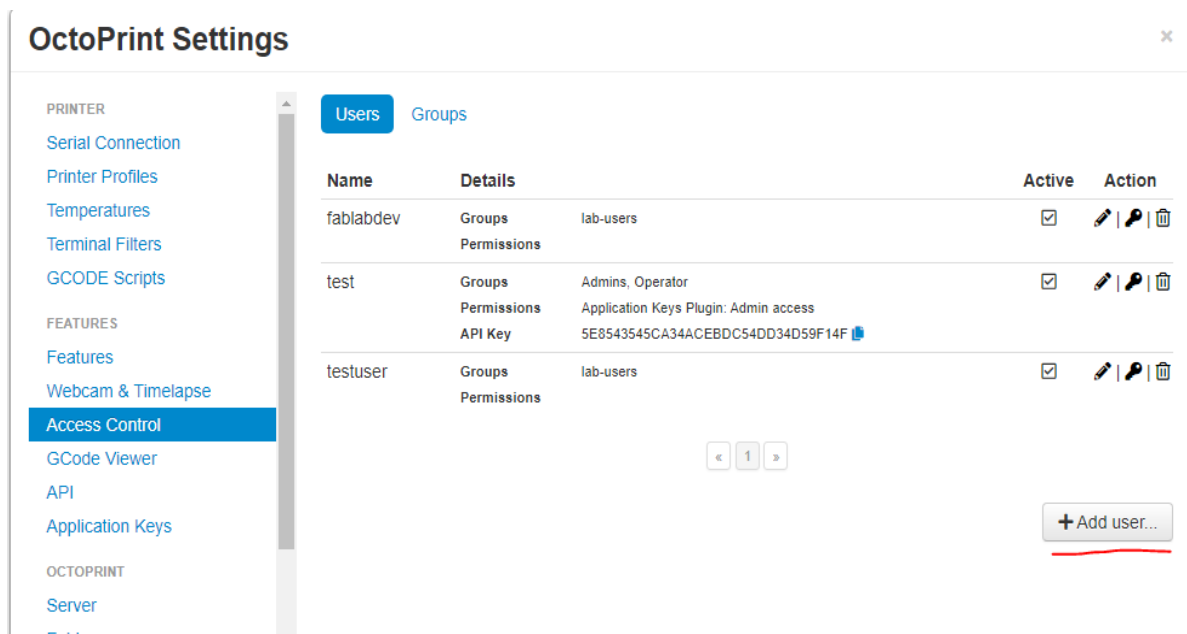 OctoPrint Settings ×
PRINTER
Serial Connection
Printer Profiles
Temperatures
Terminal Filters
GCODE Scripts
FEATURES
Features
Webcam & Timelapse
Access Control
GCode Viewer
API
Application Keys
OCTOPRINT
Server
Users Groups
Name Details Active Action
fablabdev Groups lab-users
Permissions
test Groups Admins, Operator
Permissions Application Keys Plugin: Admin access
API Key 5E8543545CA34ACEBDC54DD34D59F14F
testuser Groups lab-users
Permissions
« 1 »
+ Add user...